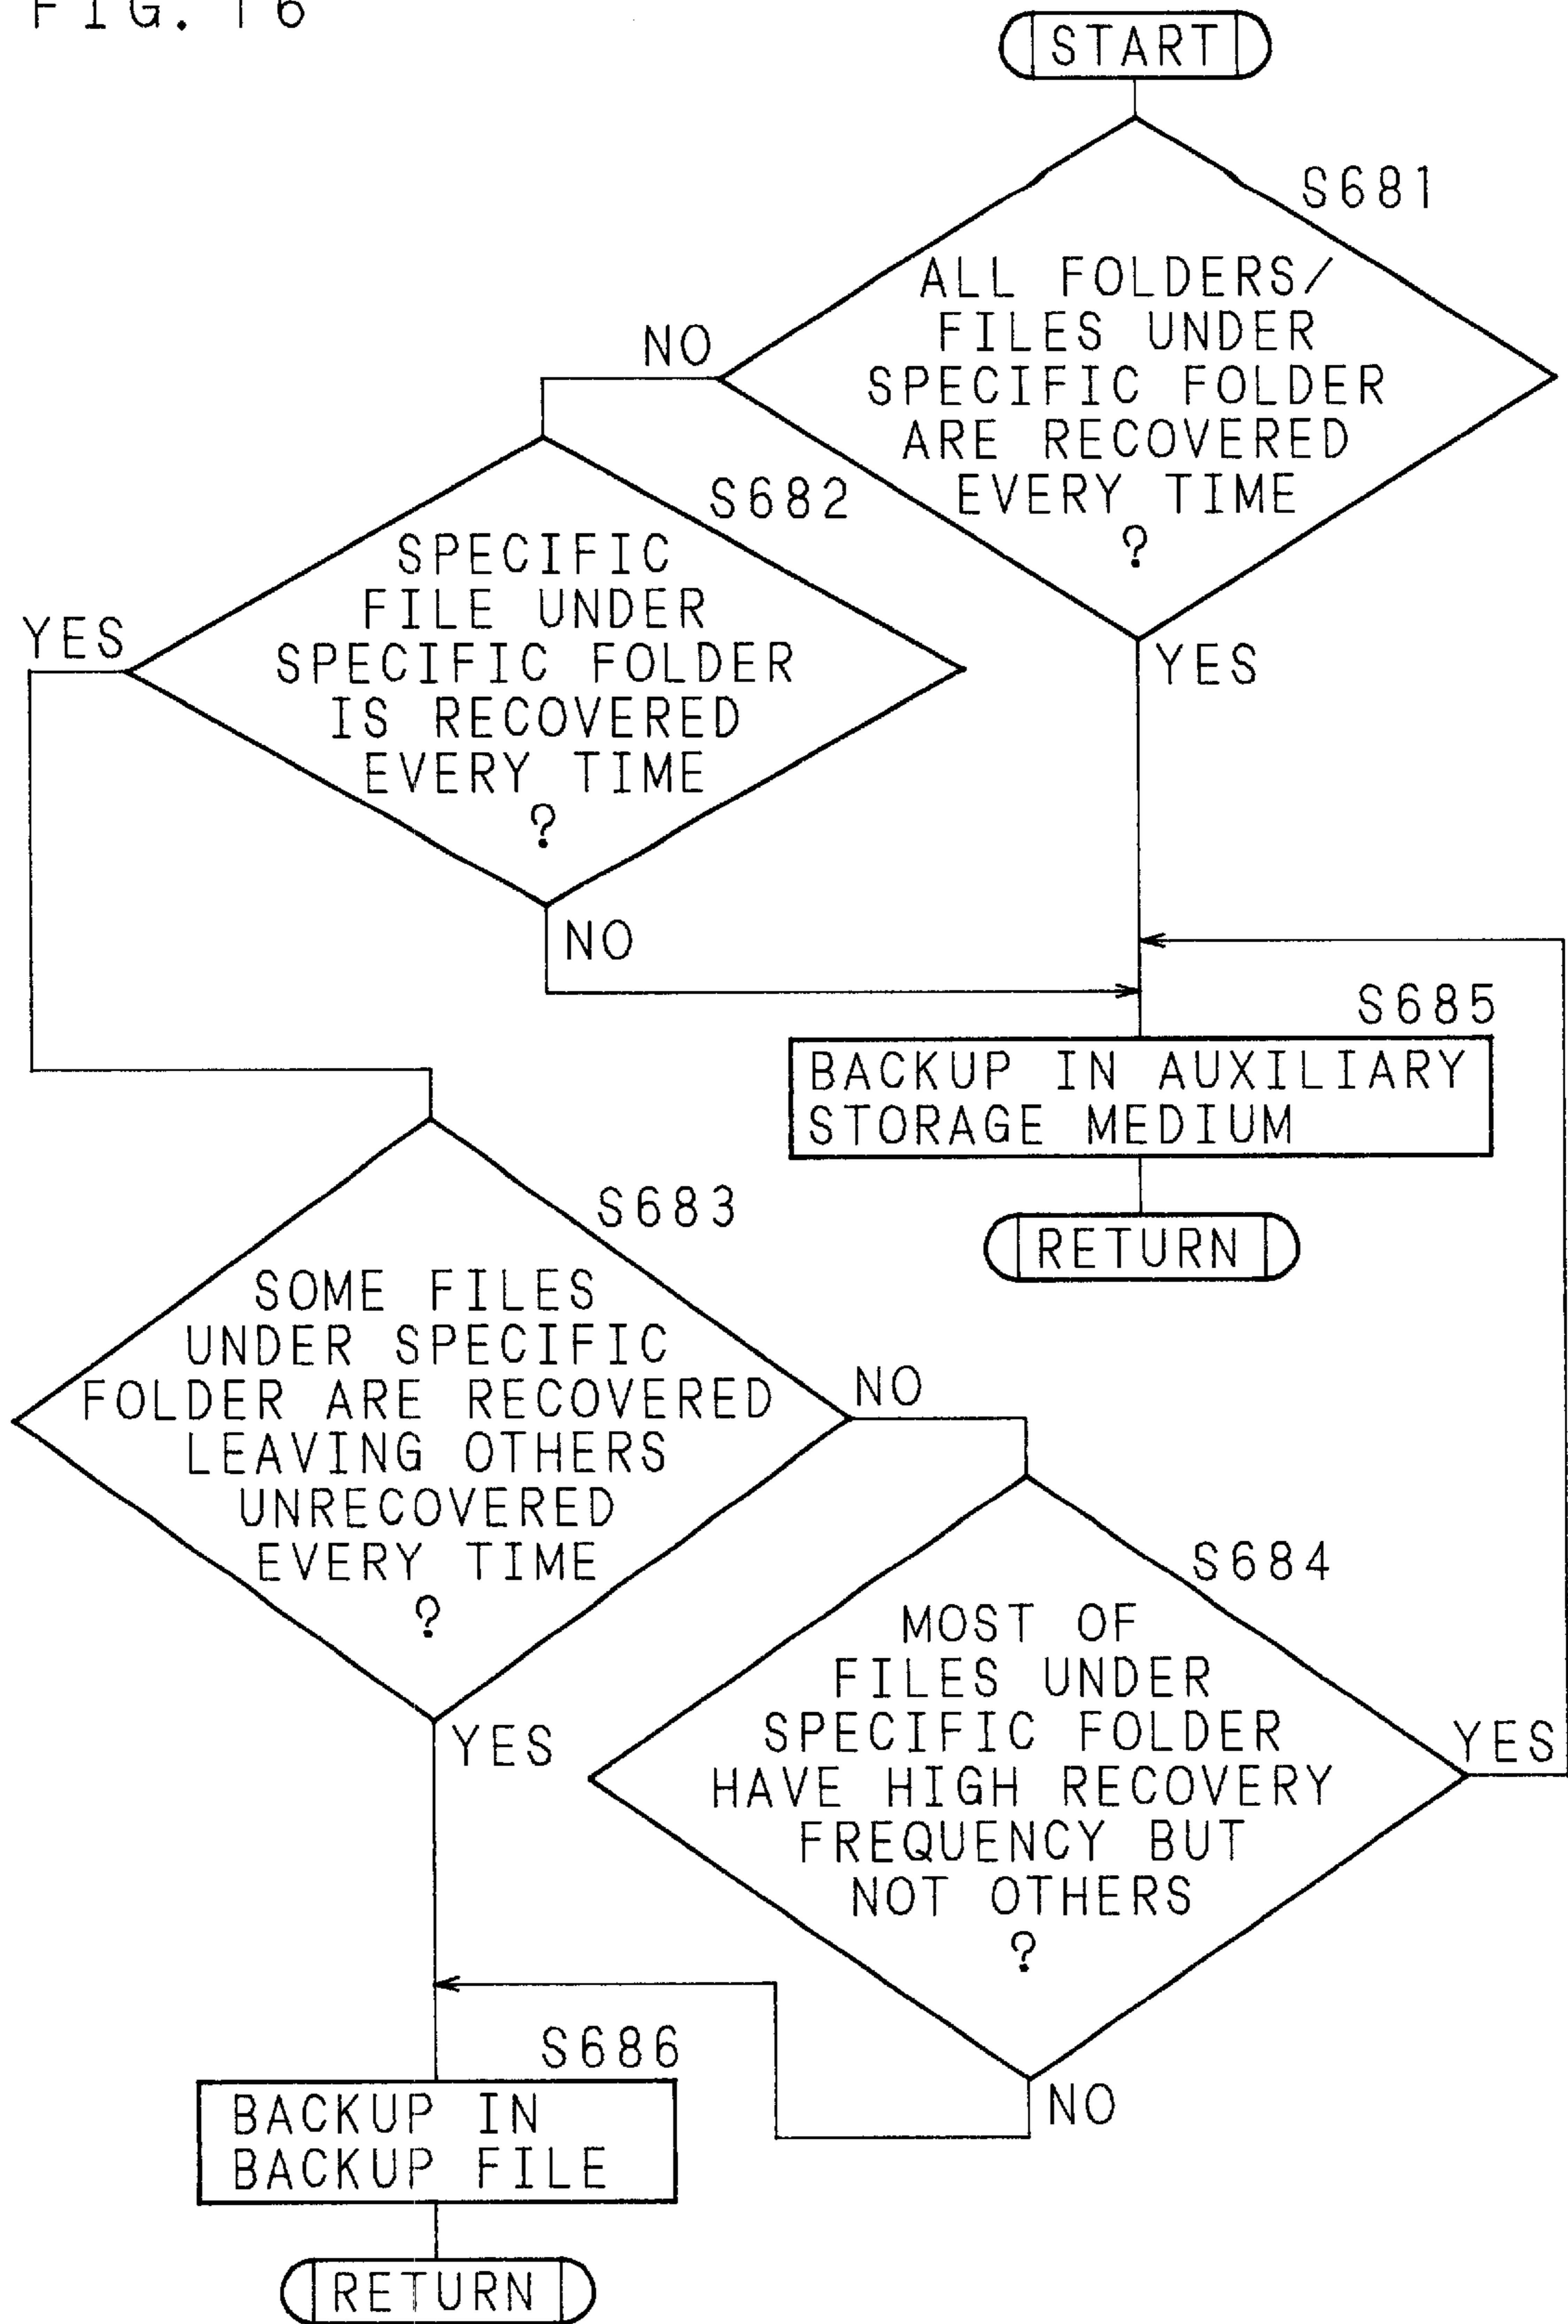 FIG. 16
START
S681
ALL FOLDERS/
FILES UNDER
SPECIFIC FOLDER
ARE RECOVERED
EVERY TIME
?
NO
YES
S682
SPECIFIC
FILE UNDER
SPECIFIC FOLDER
IS RECOVERED
EVERY TIME
?
YES
NO
S685
BACKUP IN AUXILIARY
STORAGE MEDIUM
RETURN
S683
SOME FILES
UNDER SPECIFIC
FOLDER ARE RECOVERED
LEAVING OTHERS
UNRECOVERED
EVERY TIME
?
NO
YES
S684
MOST OF
FILES UNDER
SPECIFIC FOLDER
HAVE HIGH RECOVERY
FREQUENCY BUT
NOT OTHERS
?
YES
NO
S686
BACKUP IN
BACKUP FILE
RETURN